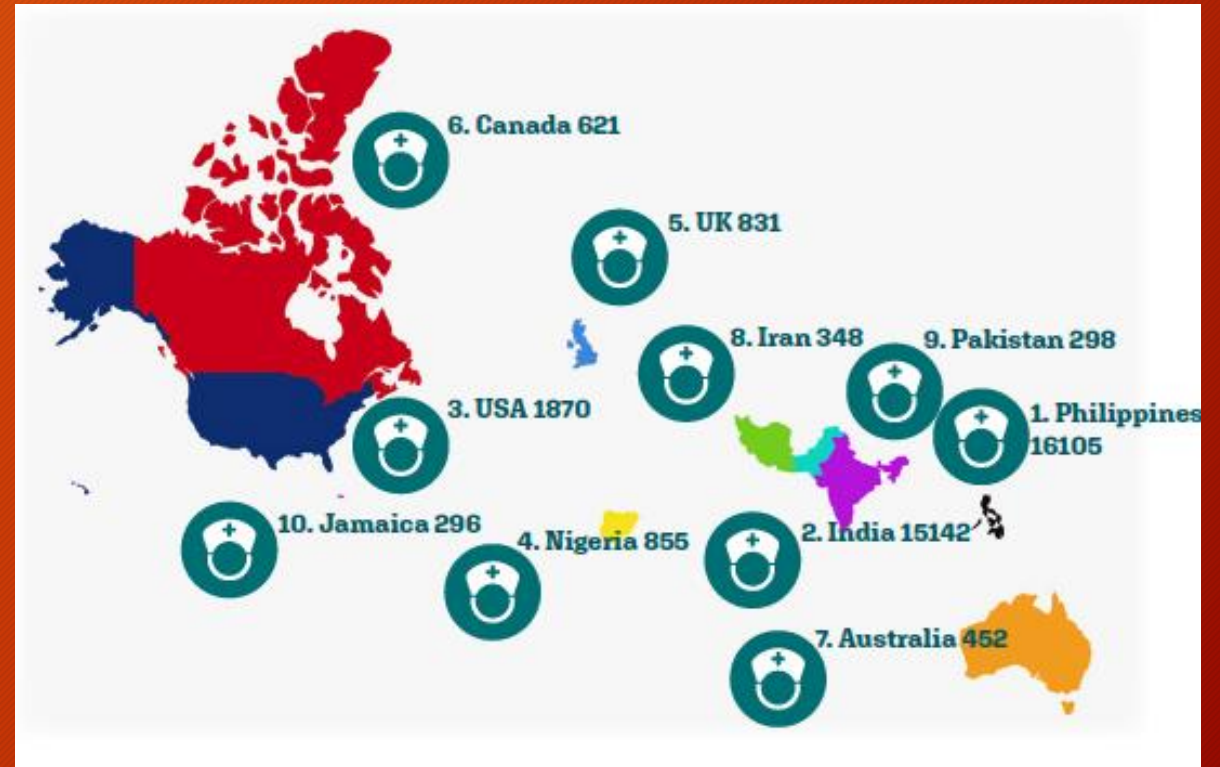 6. Canada 621
5. UK 831
8. Iran 348
9. Pakistan 298
3. USA 1870
1. Philippines
16105
10. Jamaica 296
4. Nigeria 855
2. India 15142
7. Australia 452